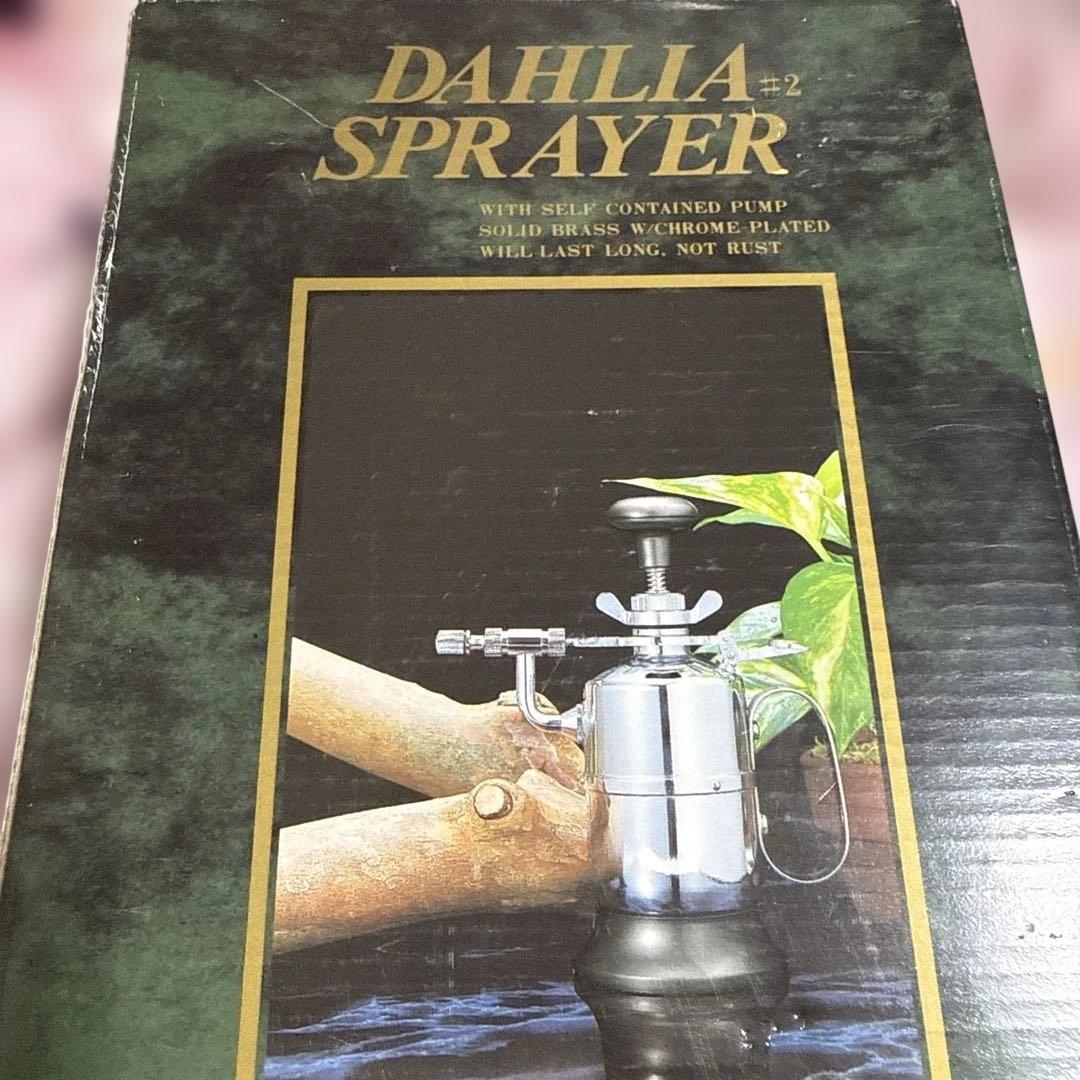 DAHLIA #2
SPRAYER
WITH SELF-CONTAINED PUMP
SOLID BRASS W/CHROME-PLATED
WILL LAST LONG, NOT RUST